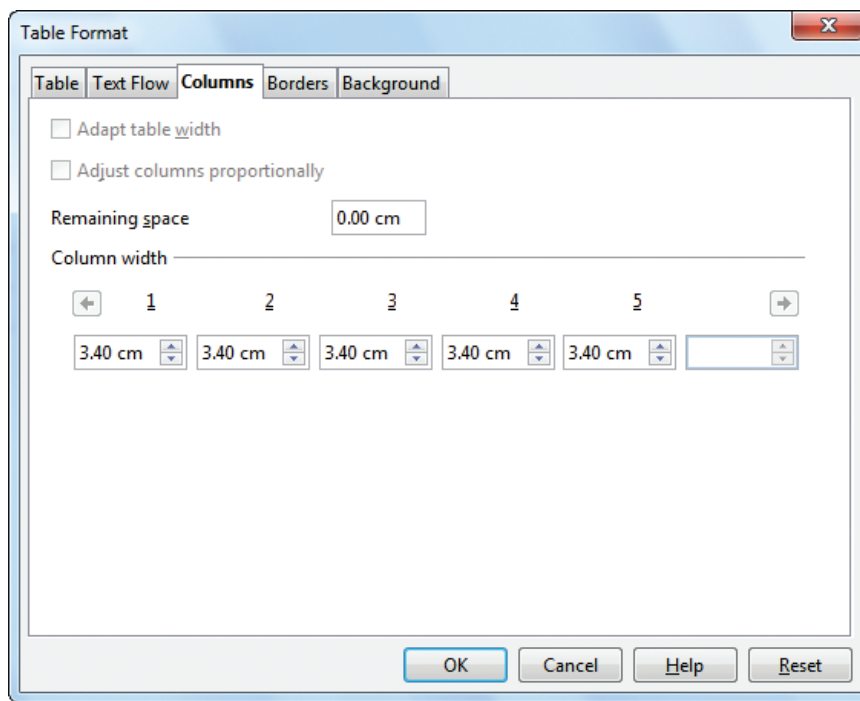 Table Format
Table Text Flow Columns Borders Background
Adapt table width
Adjust columns proportionally
Remaining space 0.00 cm
Column width
1 2 3 4 5
3.40 cm 3.40 cm 3.40 cm 3.40 cm 3.40 cm
OK Cancel Help Reset